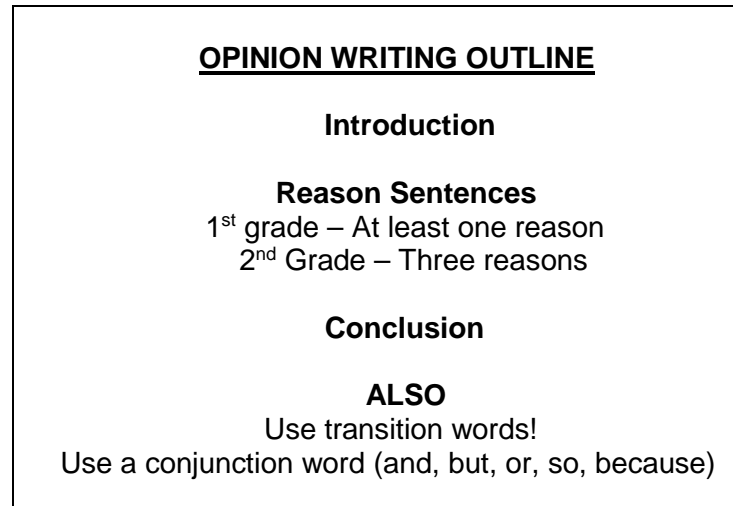 OPINION WRITING OUTLINE
Introduction
Reason Sentences
1st grade – At least one reason
2nd Grade – Three reasons
Conclusion
ALSO
Use transition words!
Use a conjunction word (and, but, or, so, because)